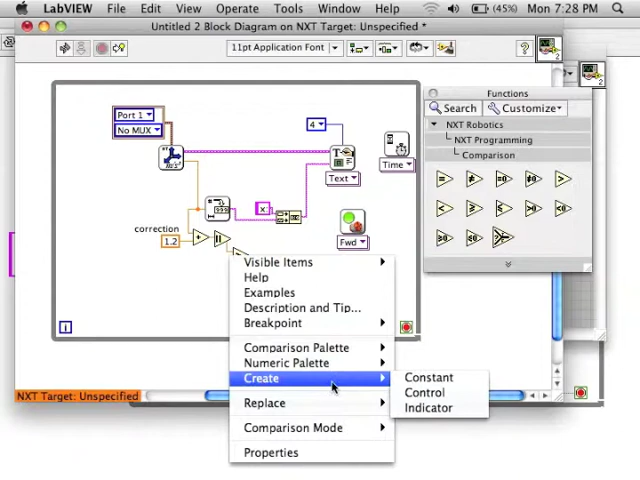 LabVIEW File Edit View Operate Tools Window Help (45%) Mon 7:28 PM
Untitled 2 Block Diagram on NXT Target: Unspecified *
11pt Application Font
?
2
2
Functions
Search Customize
NXT Robotics
NXT Programming
Comparison
Port 1
No MUX
4
Text
Time
x
correction
1.2
+
Fwd
i
Visible Items
Help
Examples
Description and Tip...
Breakpoint
Comparison Palette
Numeric Palette
Create
Replace
Comparison Mode
Properties
Constant
Control
Indicator
NXT Target: Unspecified